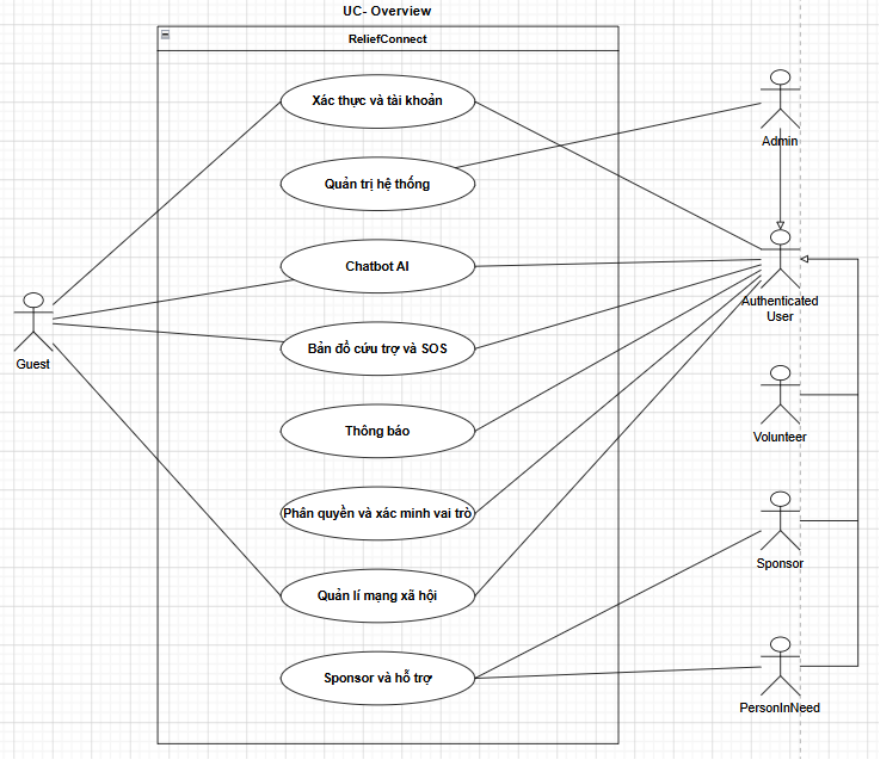 UC- Overview
ReliefConnect
Xác thực và tài khoản
Admin
Quản trị hệ thống
Chatbot AI
Authenticated
User
Guest
Bản đồ cứu trợ và SOS
Thông báo
Volunteer
Phân quyền và xác minh vai trò
Sponsor
Quản lí mạng xã hội
Sponsor và hỗ trợ
PersonInNeed